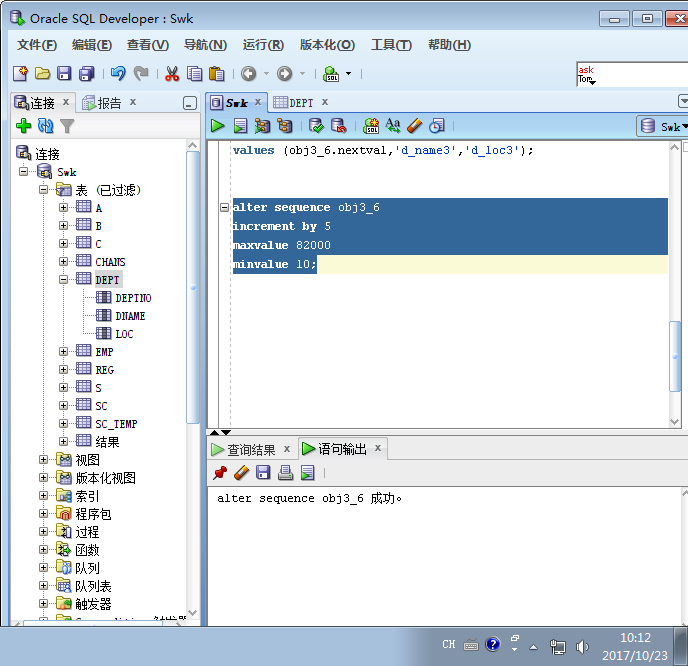 Oracle SQL Developer : Swk
文件(F) 编辑(E) 查看(V) 导航(N) 运行(R) 版本化(O) 工具(T) 帮助(H)
ask
Tom
连接 x 报告 x
Swk x DEPT x
Swk
连接
Swk
表 (已过滤)
A
B
C
CHANS
DEPT
DEPTNO
DNAME
LOC
EMP
REG
S
SC
SC_TEMP
结果
视图
版本化视图
索引
程序包
过程
函数
队列
队列表
触发器
values (obj3_6.nextval,'d_name3','d_loc3');
alter sequence obj3_6
increment by 5
maxvalue 82000
minvalue 10;
查询结果 x 语句输出 x
alter sequence obj3_6 成功。
CH
10:12
2017/10/23